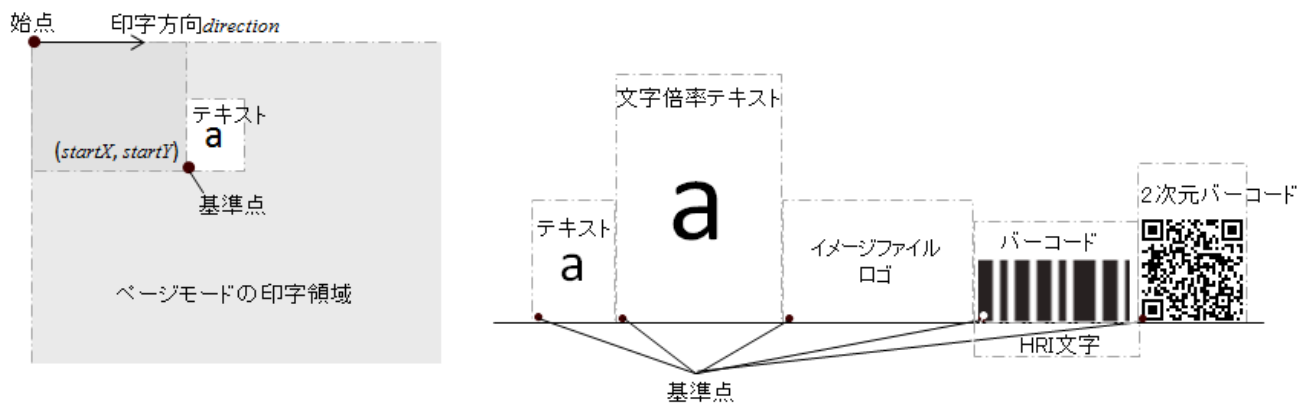 始点
印字方向direction
テキスト
a
(startX, startY)
基準点
ページモードの印字領域
文字倍率テキスト
a
テキスト
a
イメージファイル
ロゴ
バーコード
2次元バーコード
HRI文字
基準点